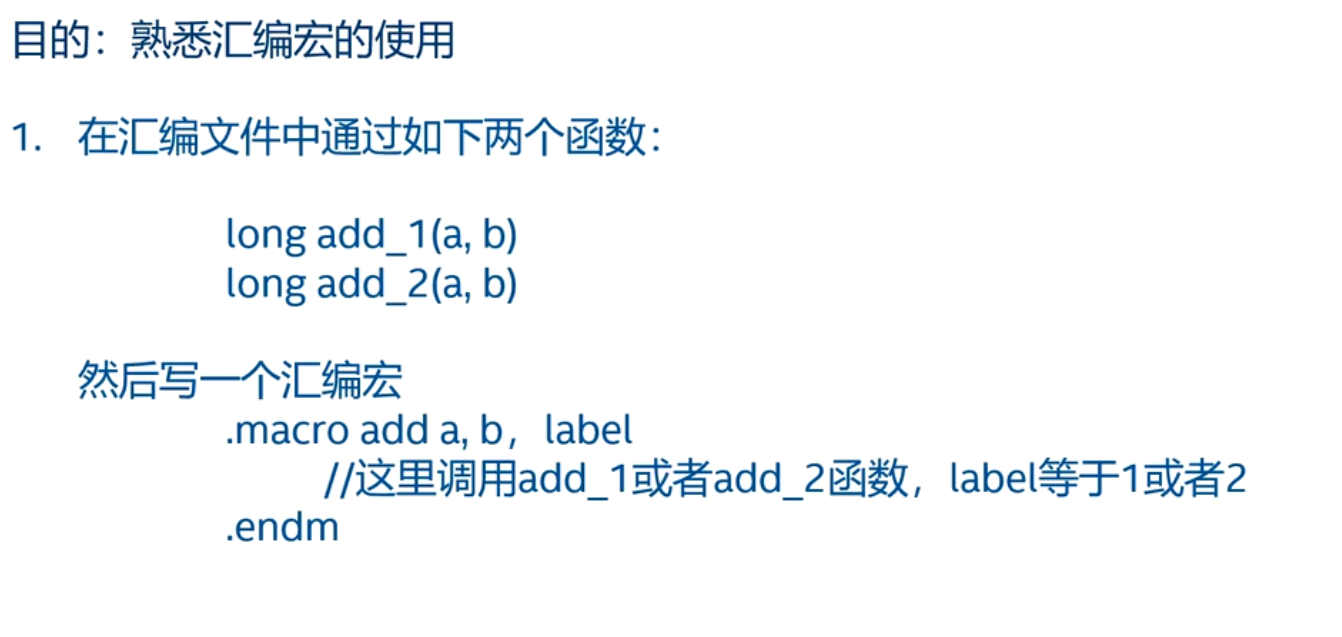 目的：熟悉汇编宏的使用
1. 在汇编文件中通过如下两个函数：
long add_1(a, b)
long add_2(a, b)
然后写一个汇编宏
.macro add a, b，label
//这里调用add_1或者add_2函数，label等于1或者2
.endm